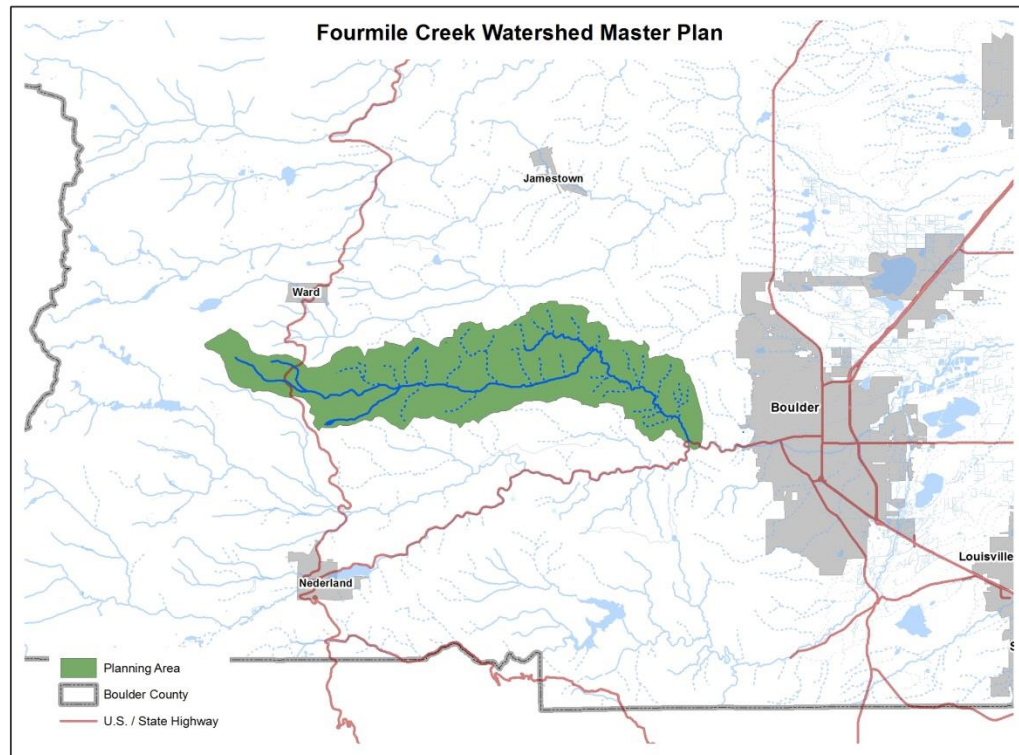 Fourmile Creek Watershed Master Plan
Jamestown
Ward
Boulder
Louisville
Nederland
S
Planning Area
Boulder County
U.S. / State Highway